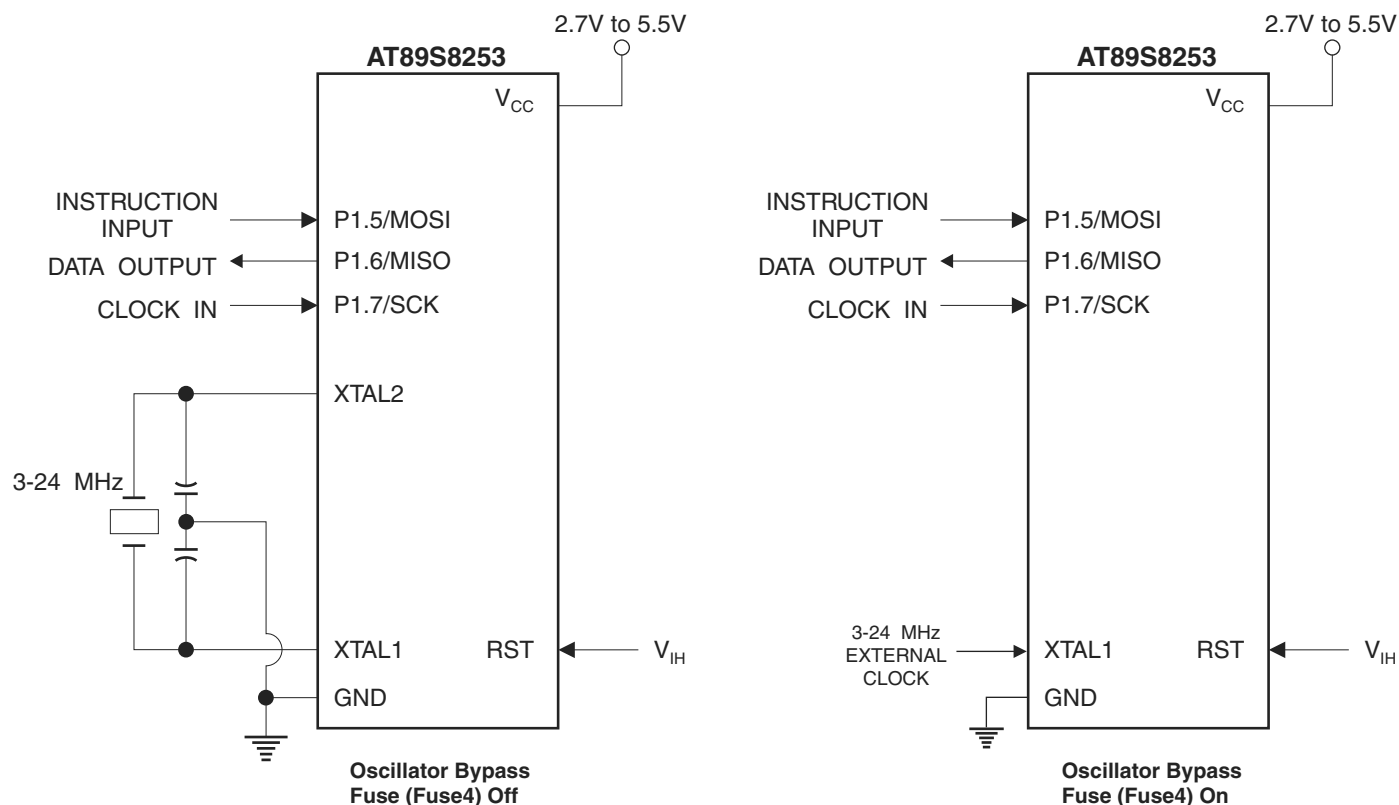 2.7V to 5.5V
AT89S8253
VCC
INSTRUCTION
INPUT
P1.5/MOSI
DATA OUTPUT
P1.6/MISO
CLOCK IN
P1.7/SCK
XTAL2
3-24 MHz
XTAL1
RST
VIH
GND
Oscillator Bypass
Fuse (Fuse4) Off
2.7V to 5.5V
AT89S8253
VCC
INSTRUCTION
INPUT
P1.5/MOSI
DATA OUTPUT
P1.6/MISO
CLOCK IN
P1.7/SCK
3-24 MHz
EXTERNAL
CLOCK
XTAL1
RST
VIH
GND
Oscillator Bypass
Fuse (Fuse4) On